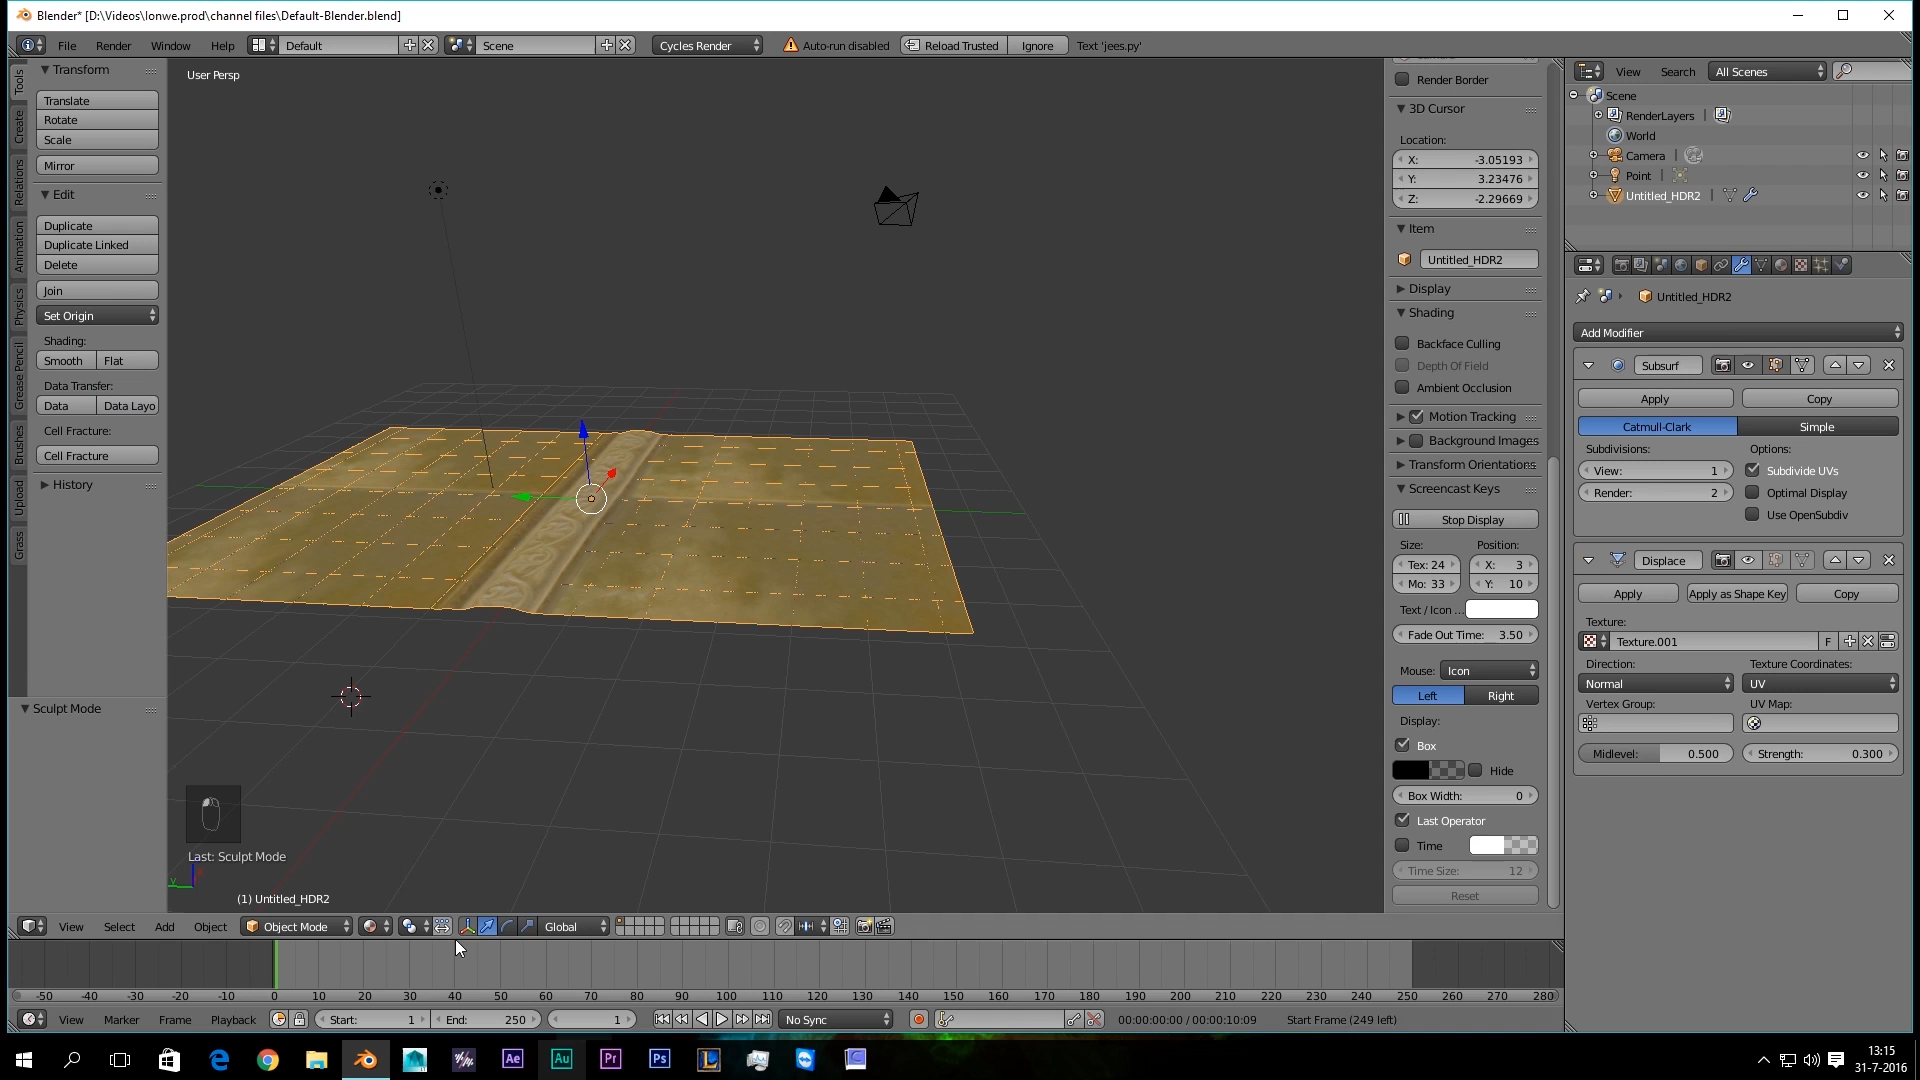 Blender* [D:\Videos\Ionwe.prod\channel files\Default-Blender.blend]
File Render Window Help Default Scene Cycles Render Auto-run disabled Reload Trusted Ignore Text 'jees.py'
Tools
Create
Relations
Animation
Physics
Grease Pencil
Brushes
Upload
Grass
Transform
Translate
Rotate
Scale
Mirror
Edit
Duplicate
Duplicate Linked
Delete
Join
Set Origin
Shading:
Smooth Flat
Data Transfer:
Data Data Layo
Cell Fracture:
Cell Fracture
History
Sculpt Mode
User Persp
Last: Sculpt Mode
(1) Untitled_HDR2
Render Border
3D Cursor
Location:
X: -3.05193
Y: 3.23476
Z: -2.29669
Item
Untitled_HDR2
Display
Shading
Backface Culling
Depth Of Field
Ambient Occlusion
Motion Tracking
Background Images
Transform Orientations
Screencast Keys
Stop Display
Size: Position:
Tex: 24 X: 3
Mo: 33 Y: 10
Text / Icon ...
Fade Out Time: 3.50
Mouse: Icon
Left Right
Display:
Box
Hide
Box Width: 0
Last Operator
Time
Time Size: 12
Reset
View Search All Scenes
Scene
RenderLayers
World
Camera
Point
Untitled_HDR2
Untitled_HDR2
Add Modifier
Subsurf
Apply Copy
Catmull-Clark Simple
Subdivisions: Options:
View: 1 Subdivide UVs
Render: 2 Optimal Display
Use OpenSubdiv
Displace
Apply Apply as Shape Key Copy
Texture:
Texture.001 F
Direction: Texture Coordinates:
Normal UV
Vertex Group: UV Map:
Midlevel: 0.500 Strength: 0.300
View Select Add Object Object Mode Global
-50 -40 -30 -20 -10 0 10 20 30 40 50 60 70 80 90 100 110 120 130 140 150 160 170 180 190 200 210 220 230 240 250 260 270 280
View Marker Frame Playback Start: 1 End: 250 1 No Sync 00:00:00:00 / 00:00:10:09 Start Frame (249 left)
Ae Au Pr Ps L
13:15
31-7-2016